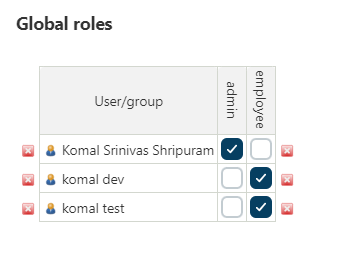 Global roles
User/group
admin
employee
Komal Srinivas Shripuram
komal dev
komal test